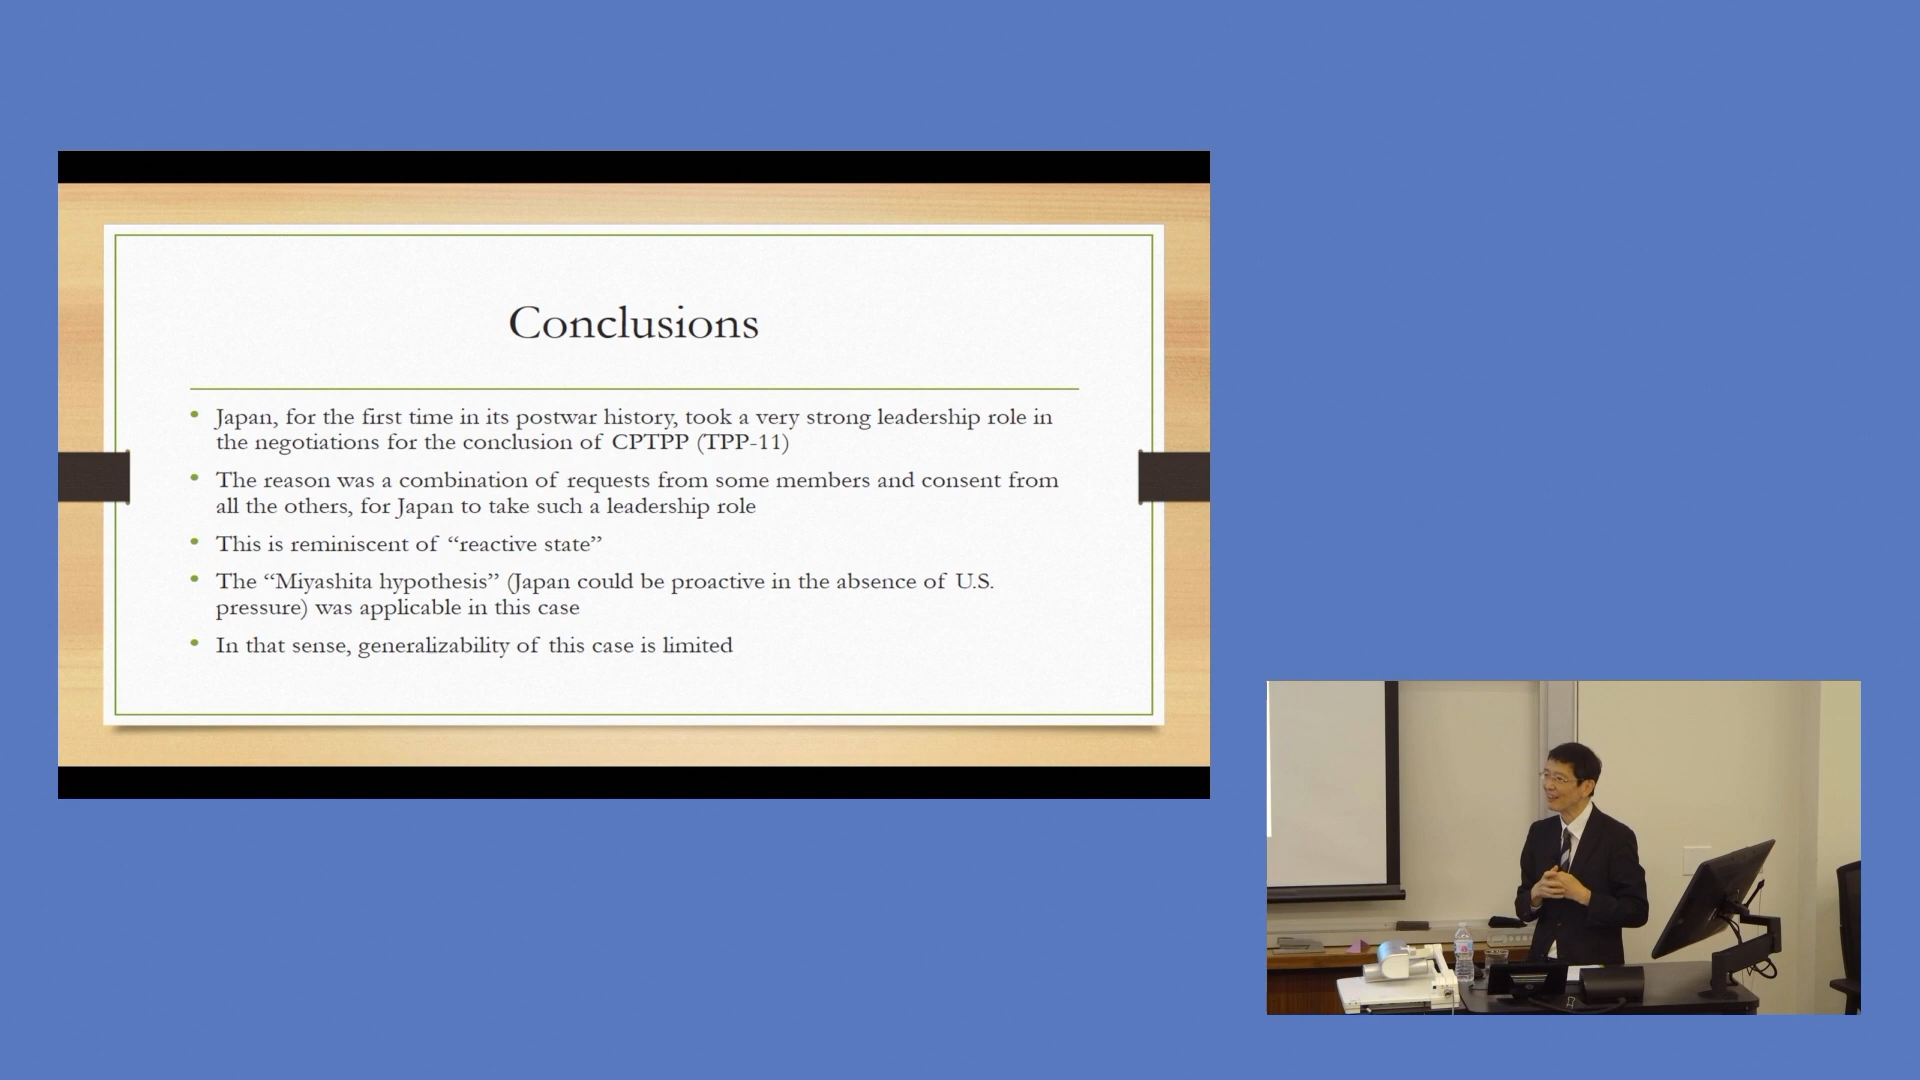 Conclusions
• Japan, for the first time in its postwar history, took a very strong leadership role in
the negotiations for the conclusion of CPTPP (TPP-11)
• The reason was a combination of requests from some members and consent from
all the others, for Japan to take such a leadership role
• This is reminiscent of “reactive state”
• The “Miyashita hypothesis” (Japan could be proactive in the absence of U.S.
pressure) was applicable in this case
• In that sense, generalizability of this case is limited